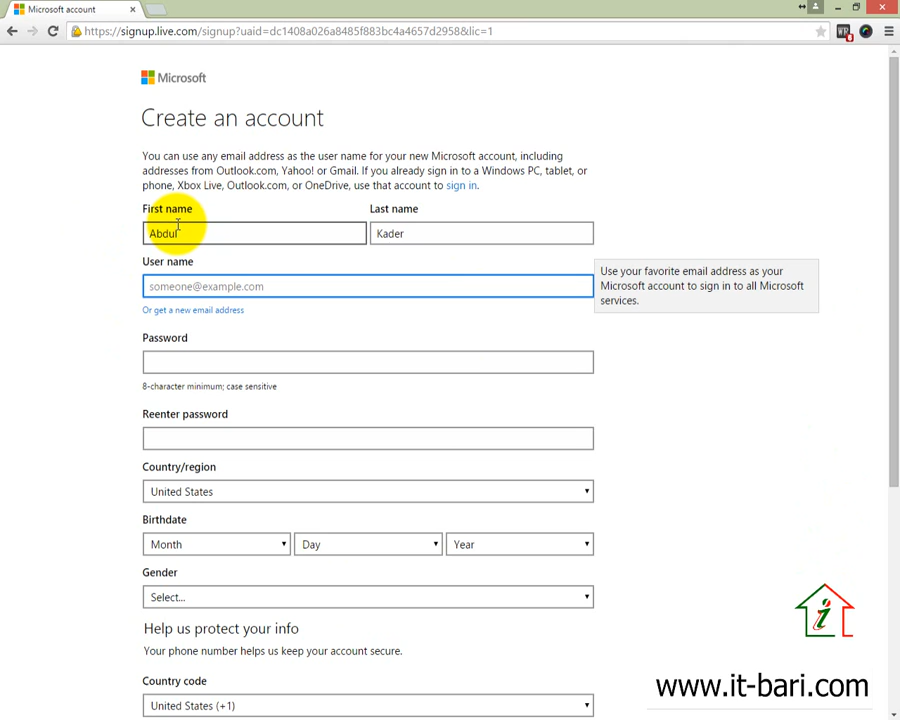 Microsoft account
https://signup.live.com/signup?uaid=dc1408a026a8485f883bc4a4657d2958&lic=1
Microsoft
Create an account
You can use any email address as the user name for your new Microsoft account, including
addresses from Outlook.com, Yahoo! or Gmail. If you already sign in to a Windows PC, tablet, or
phone, Xbox Live, Outlook.com, or OneDrive, use that account to sign in.
First name
Last name
Abdul
Kader
User name
someone@example.com
Use your favorite email address as your
Microsoft account to sign in to all Microsoft
services.
Or get a new email address
Password
8-character minimum; case sensitive
Reenter password
Country/region
United States
Birthdate
Month
Day
Year
Gender
Select...
Help us protect your info
Your phone number helps us keep your account secure.
Country code
United States (+1)
www.it-bari.com